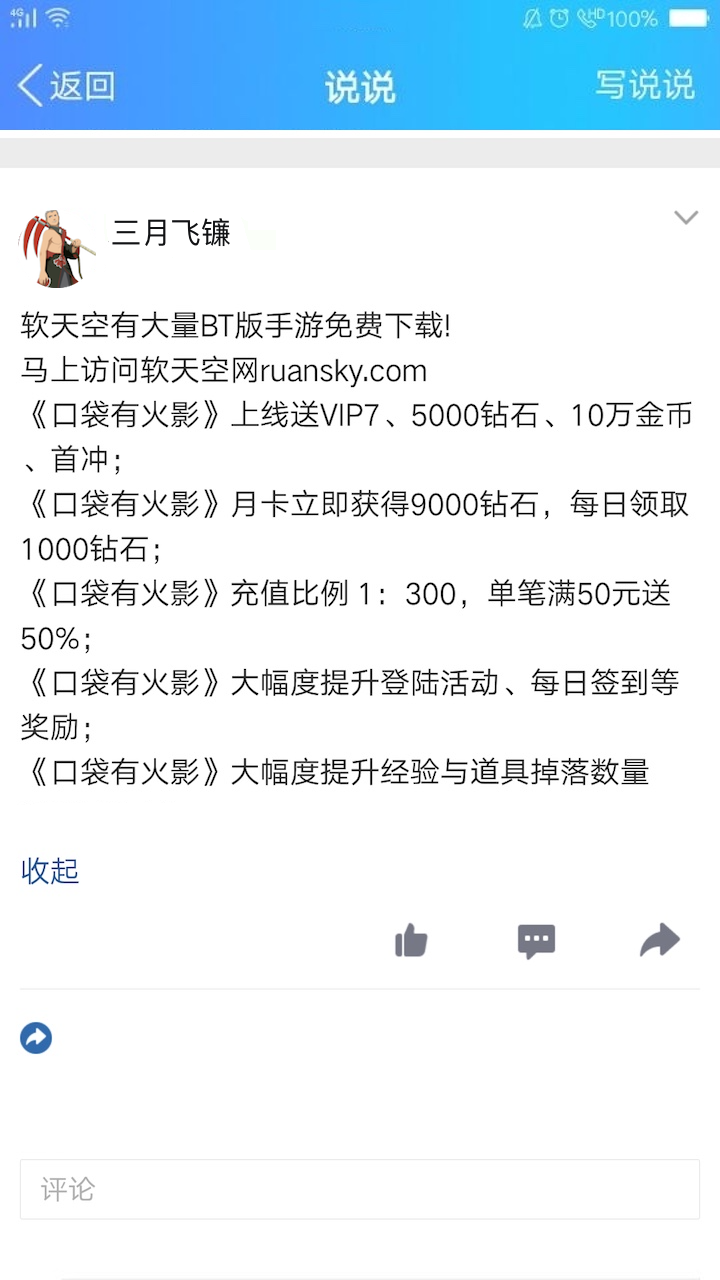 4G HD 100%
返回 说说 写说说
三月飞镰
软天空有大量BT版手游免费下载!
马上访问软天空网ruansky.com
《口袋有火影》上线送VIP7、5000钻石、10万金币
、首冲；
《口袋有火影》月卡立即获得9000钻石，每日领取
1000钻石；
《口袋有火影》充值比例 1：300，单笔满50元送
50%；
《口袋有火影》大幅度提升登陆活动、每日签到等
奖励；
《口袋有火影》大幅度提升经验与道具掉落数量
收起
评论